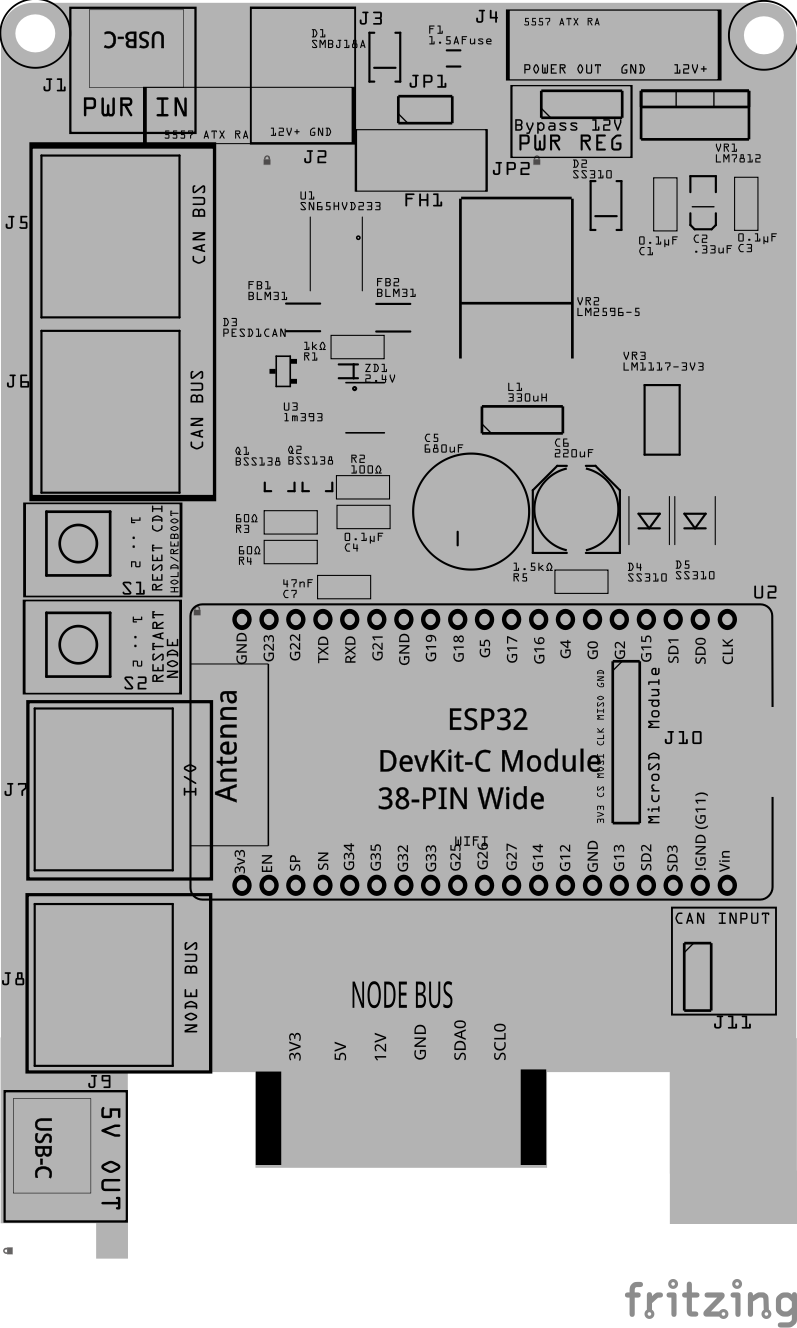 USB-C
J1
PWR IN
5557 ATX RA
12V+ GND
J2
J3
D1
SMBJ18A
F1
1.5AFuse
JP1
J4
5557 ATX RA
POWER OUT GND 12V+
Bypass 12V
PWR REG
JP2
FH1
VR1
LM7812
D2
SS310
0.1µF
C1
C2
.33uF
0.1µF
C3
J5
CAN BUS
J6
CAN BUS
U1
SN65HVD233
FB1
BLM31
FB2
BLM31
D3
PESD1CAN
1kΩ
R1
ZD1
2.4V
U3
1m393
VR2
LM2596-5
VR3
LM1117-3V3
L1
330uH
C5
680uF
C6
220uF
Q1
BSS138
Q2
BSS138
R2
100Ω
60Ω
R3
60Ω
R4
0.1µF
C4
47nF
C7
1.5kΩ
R5
D4
SS310
D5
SS310
1 .. 2
RESET CDI
HOLD/REBOOT
S1
1 .. 2
RESTART
NODE
S2
U2
GND G23 G22 TXD RXD G21 GND G19 G18 G5 G17 G16 G4 G0 G2 G15 SD1 SD0 CLK
Antenna
ESP32
DevKit-C Module
38-PIN Wide
WIFI
3V3 CS MOSI CLK MISO GND
MicroSD Module
J10
3v3 EN SP SN G34 G35 G32 G33 G25 G26 G27 G14 G12 GND G13 SD2 SD3 !GND (G11) Vin
J7
I/O
J8
NODE BUS
CAN INPUT
J11
NODE BUS
3V3 5V 12V GND SDA0 SCL0
J9
USB-C
5V OUT
fritzing